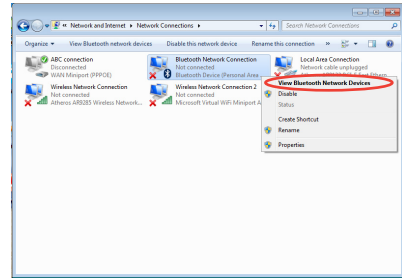 « Network and Internet ▸ Network Connections ▸
Search Network Connections
Organize
View Bluetooth network devices
Disable this network device
Rename this connection
»
ABC connection
Disconnected
WAN Miniport (PPPOE)
Bluetooth Network Connection
Not connected
Bluetooth Device (Personal Area
Local Area Connection
Network cable unplugged
Wireless Network Connection
Not connected
Atheros AR9285 Wireless Network...
Wireless Network Connection 2
Not connected
Microsoft Virtual WiFi Miniport A
View Bluetooth Network Devices
Disable
Status
Create Shortcut
Rename
Properties